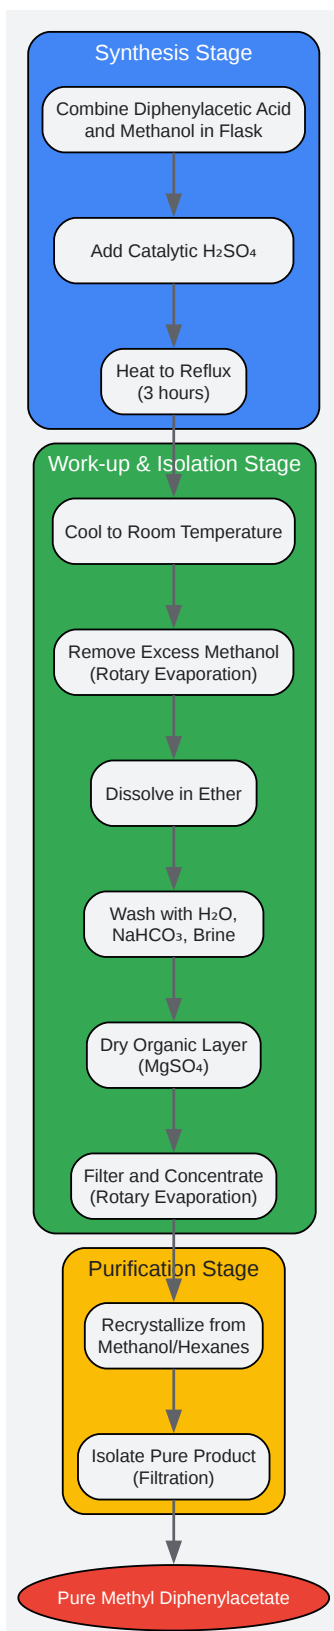 Synthesis Stage
Combine Diphenylacetic Acid
and Methanol in Flask
Add Catalytic H₂SO₄
Heat to Reflux
(3 hours)
Work-up & Isolation Stage
Cool to Room Temperature
Remove Excess Methanol
(Rotary Evaporation)
Dissolve in Ether
Wash with H₂O,
NaHCO₃, Brine
Dry Organic Layer
(MgSO₄)
Filter and Concentrate
(Rotary Evaporation)
Purification Stage
Recrystallize from
Methanol/Hexanes
Isolate Pure Product
(Filtration)
Pure Methyl Diphenylacetate